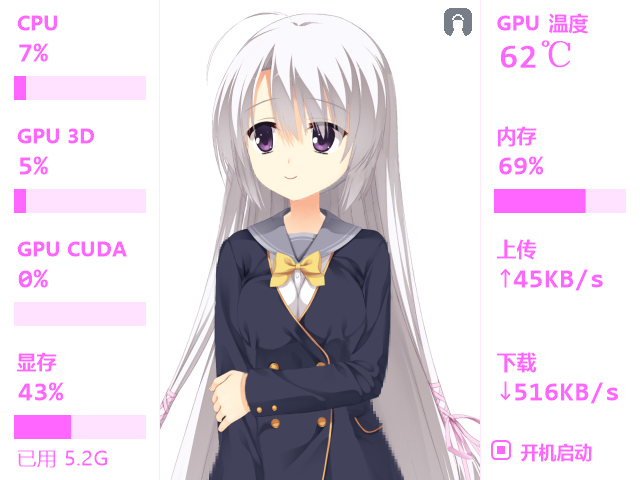 CPU
7%
GPU 3D
5%
GPU CUDA
0%
显存
43%
已用 5.2G
GPU 温度
62℃
内存
69%
上传
↑45KB/s
下载
↓516KB/s
开机启动